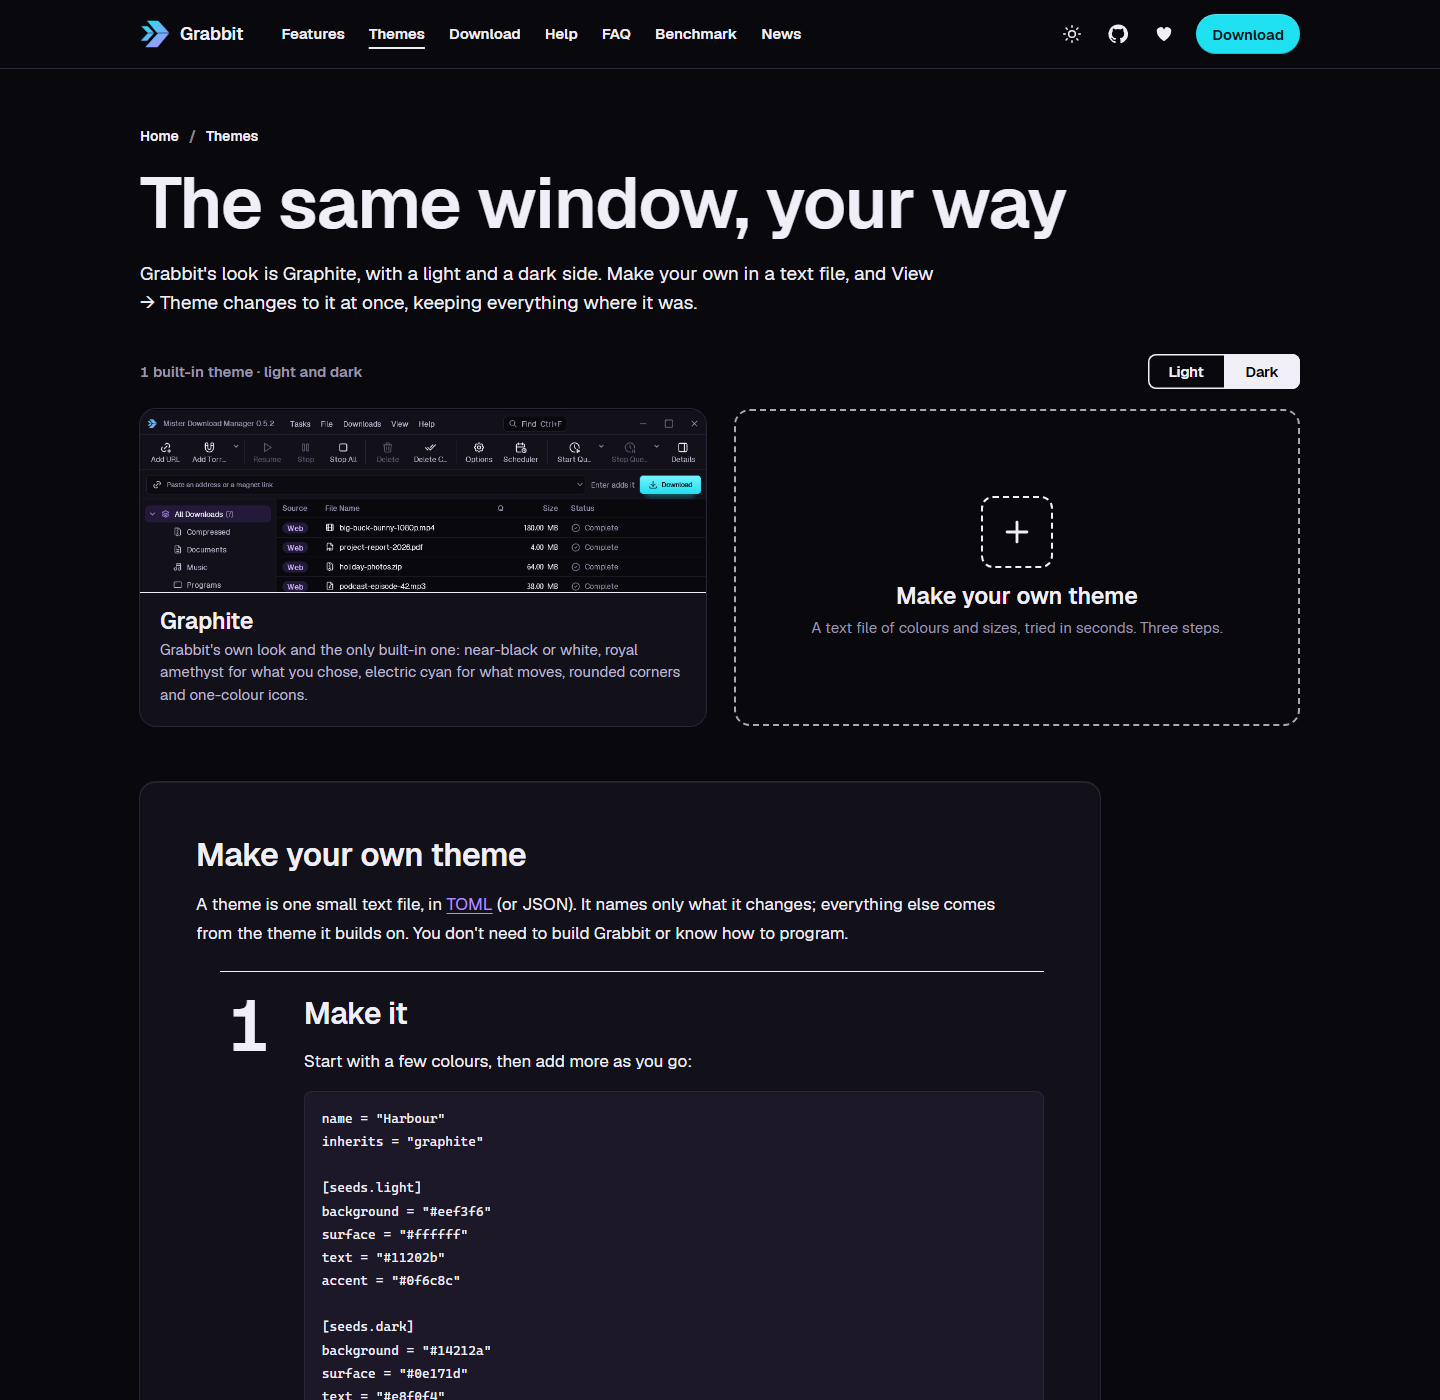 Grabbit
Features
Themes
Download
Help
FAQ
Benchmark
News
Download
Home / Themes
The same window, your way
Grabbit's look is Graphite, with a light and a dark side. Make your own in a text file, and View
→ Theme changes to it at once, keeping everything where it was.
1 built-in theme · light and dark
Light
Dark
Mister Download Manager 0.5.2
Tasks
File
Downloads
View
Help
Find Ctrl+F
Add URL
Add Torr...
Resume
Stop
Stop All
Delete
Delete C...
Options
Scheduler
Start Qu...
Stop Que...
Details
Paste an address or a magnet link
Enter adds it
Download
All Downloads (7)
Compressed
Documents
Music
Programs
Source
File Name
Q
Size
Status
Web big-buck-bunny-1080p.mp4 180.00 MB Complete
Web project-report-2026.pdf 4.00 MB Complete
Web holiday-photos.zip 64.00 MB Complete
Web podcast-episode-42.mp3 38.00 MB Complete
Graphite
Grabbit's own look and the only built-in one: near-black or white, royal
amethyst for what you chose, electric cyan for what moves, rounded corners
and one-colour icons.
Make your own theme
A text file of colours and sizes, tried in seconds. Three steps.
Make your own theme
A theme is one small text file, in TOML (or JSON). It names only what it changes; everything else comes
from the theme it builds on. You don't need to build Grabbit or know how to program.
1
Make it
Start with a few colours, then add more as you go:
name = "Harbour"
inherits = "graphite"
[seeds.light]
background = "#eef3f6"
surface = "#ffffff"
text = "#11202b"
accent = "#0f6c8c"
[seeds.dark]
background = "#14212a"
surface = "#0e171d"
text = "#e8f0f4"